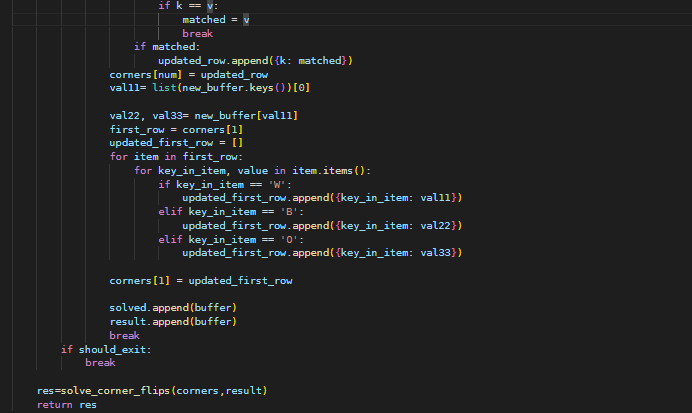 if k == v:
matched = v
break
if matched:
updated_row.append({k: matched})
corners[num] = updated_row
val11= list(new_buffer.keys())[0]
val22, val33= new_buffer[val11]
first_row = corners[1]
updated_first_row = []
for item in first_row:
for key_in_item, value in item.items():
if key_in_item == 'W':
updated_first_row.append({key_in_item: val11})
elif key_in_item == 'B':
updated_first_row.append({key_in_item: val22})
elif key_in_item == 'O':
updated_first_row.append({key_in_item: val33})
corners[1] = updated_first_row
solved.append(buffer)
result.append(buffer)
break
if should_exit:
break
res=solve_corner_flips(corners,result)
return res